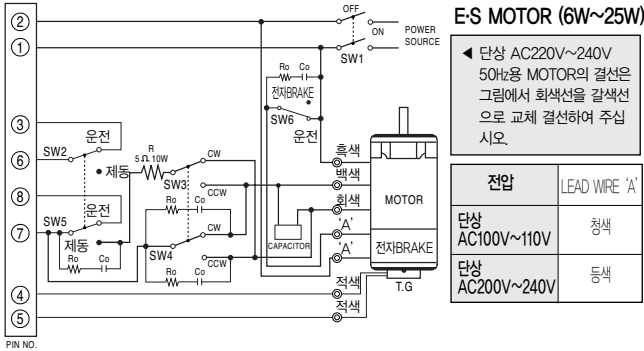 E·S MOTOR (6W~25W)
◀ 단상 AC220V~240V
50Hz용 MOTOR의 결선은
그림에서 회색선을 갈색선
으로 교체 결선하여 주십
시오.
전압 LEAD WIRE 'A'
단상
AC100V~110V 청색
단상
AC200V~240V 등색
②
①
③
⑥
⑧
⑦
④
⑤
PIN NO.
OFF
ON
POWER
SOURCE
SW1
Ro Co
전자BRAKE
SW6
운전
운전
SW2
제동
R
5Ω 10W
SW3
CW
CCW
운전
SW5
제동
Ro Co
Ro Co
CW
SW4
CCW
Ro Co
CAPACITOR
흑색
백색
회색
'A'
'A'
적색
적색
MOTOR
전자BRAKE
T.G